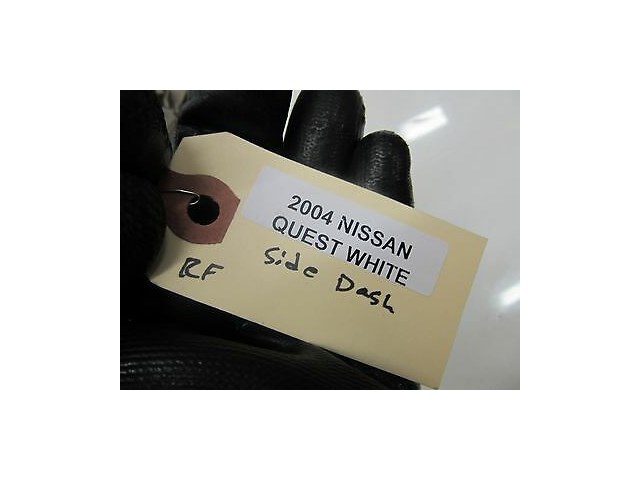 2004 NISSAN
QUEST WHITE
RF Side Dash